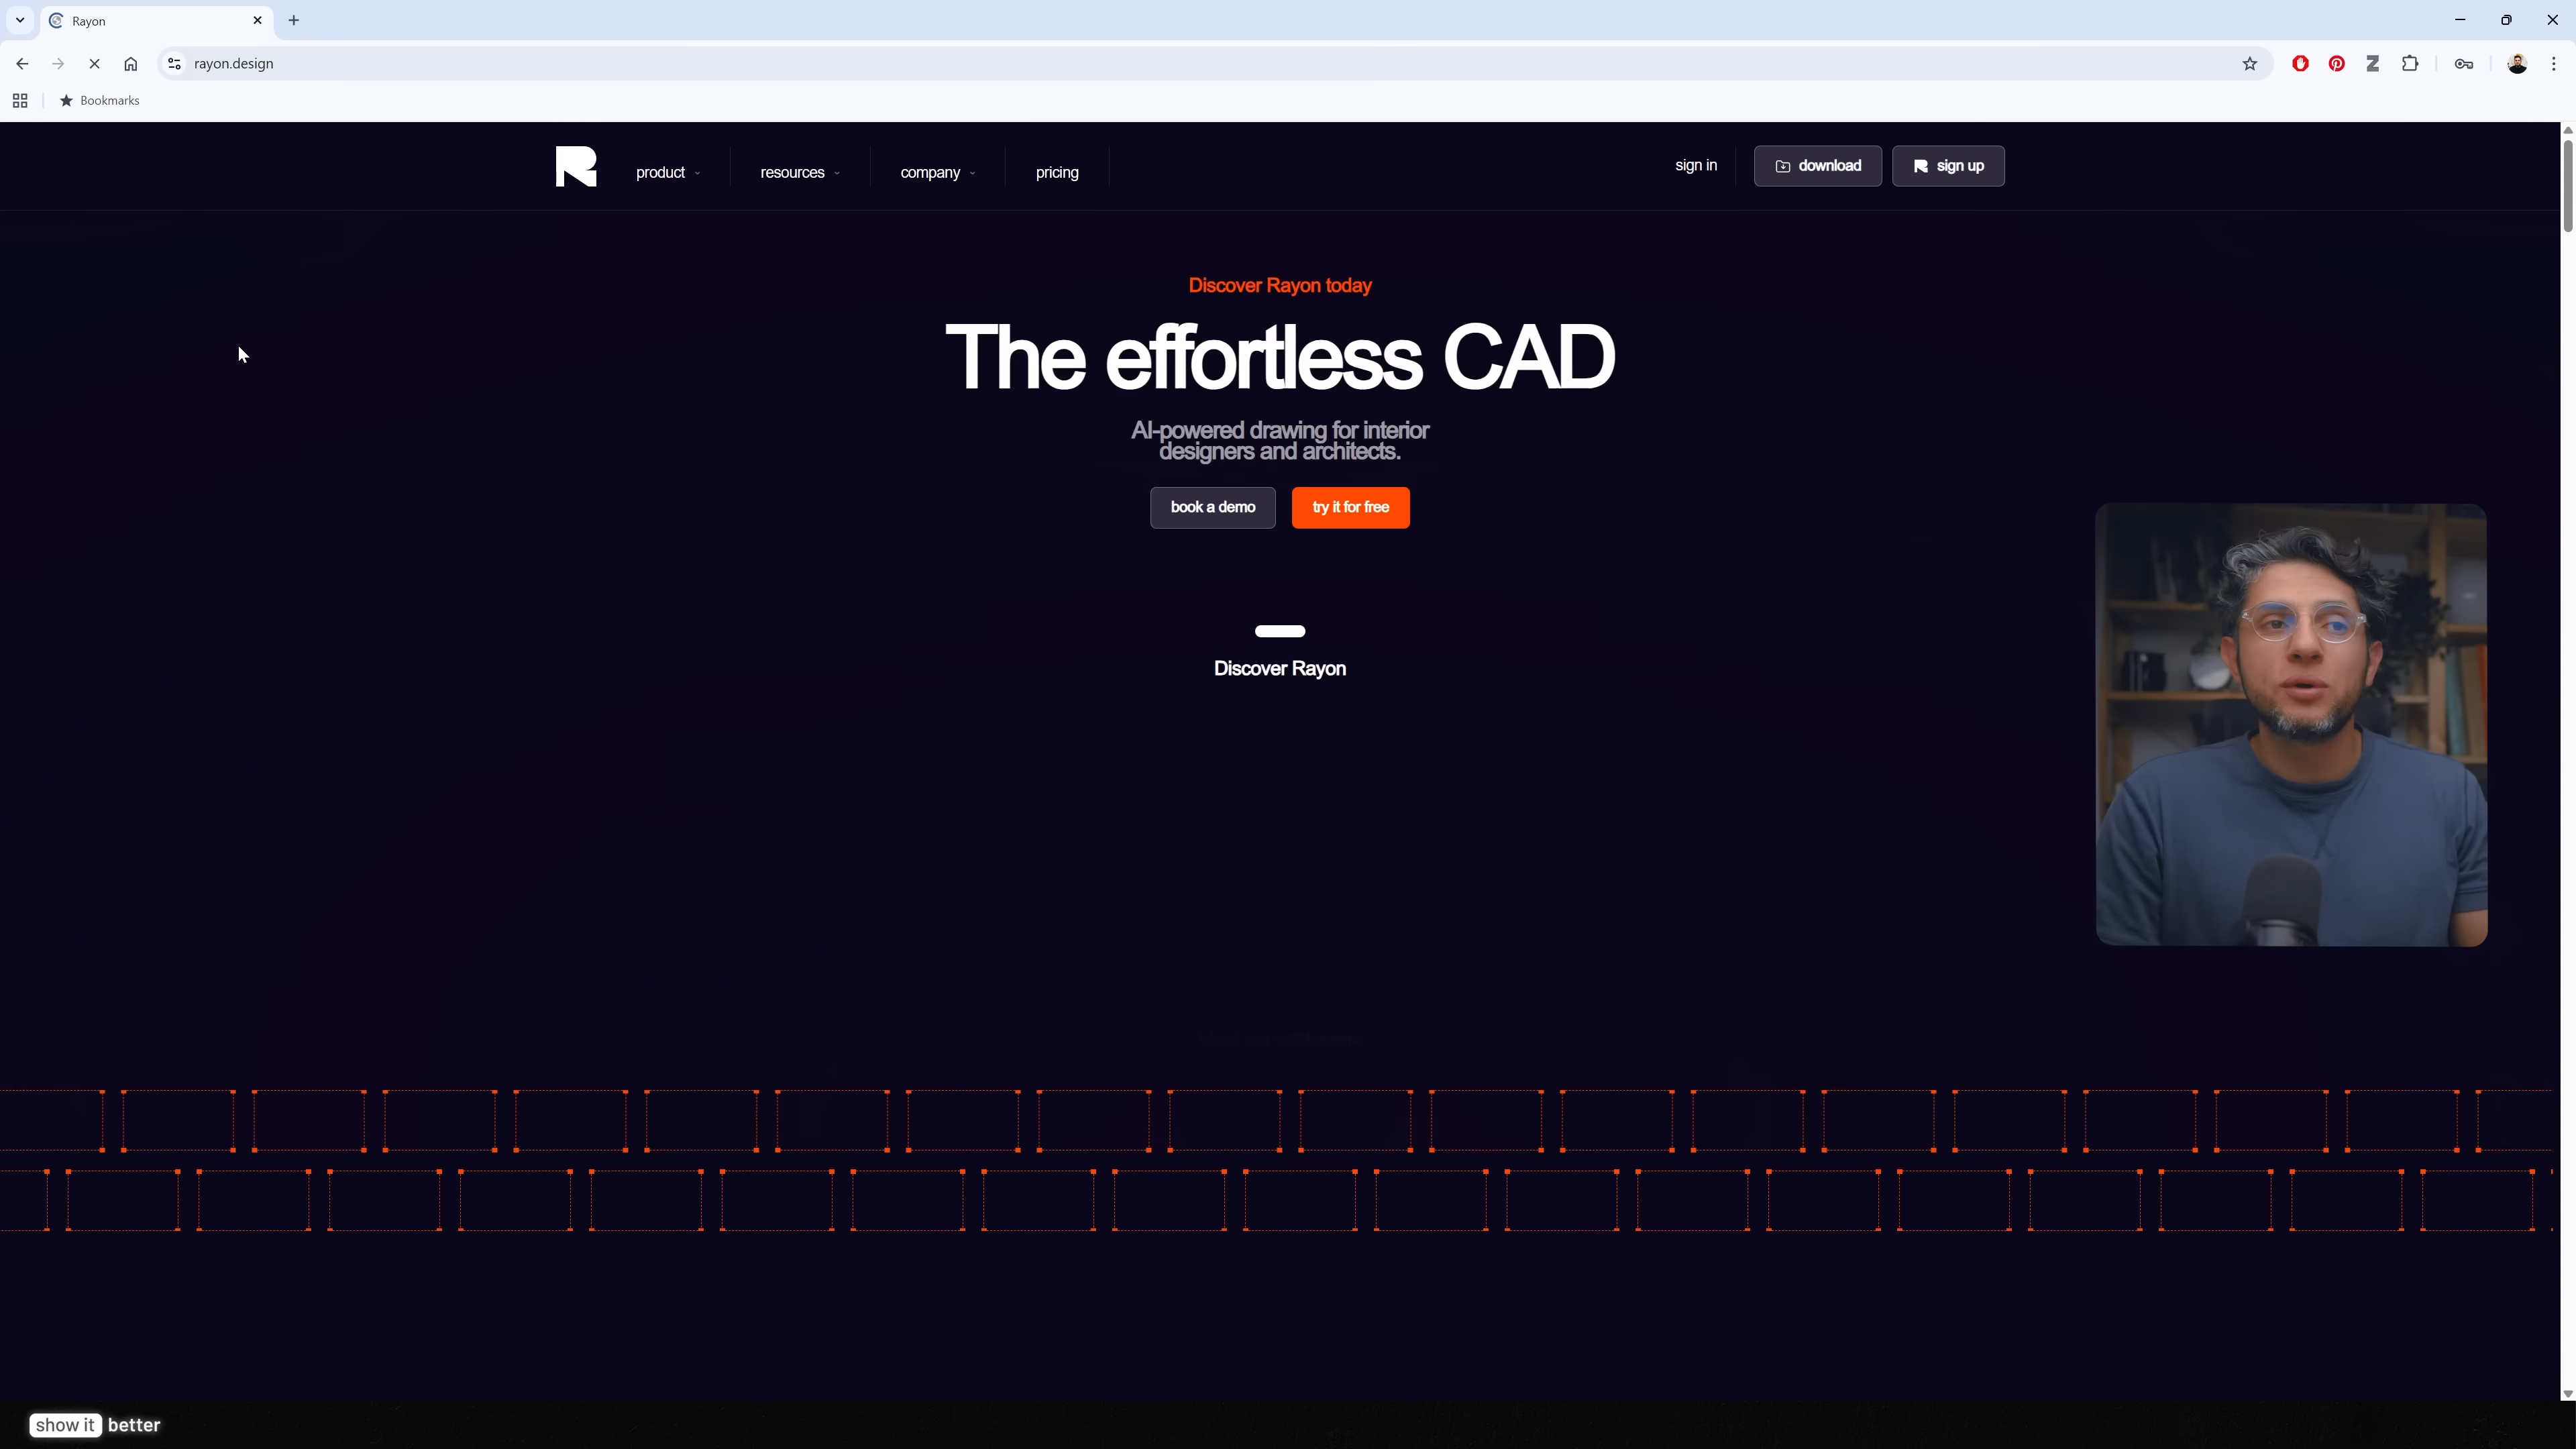 Rayon
rayon.design
Bookmarks
product
resources
company
pricing
sign in
download
sign up
Discover Rayon today
The effortless CAD
AI-powered drawing for interior
designers and architects.
book a demo
try it for free
Discover Rayon
show it better